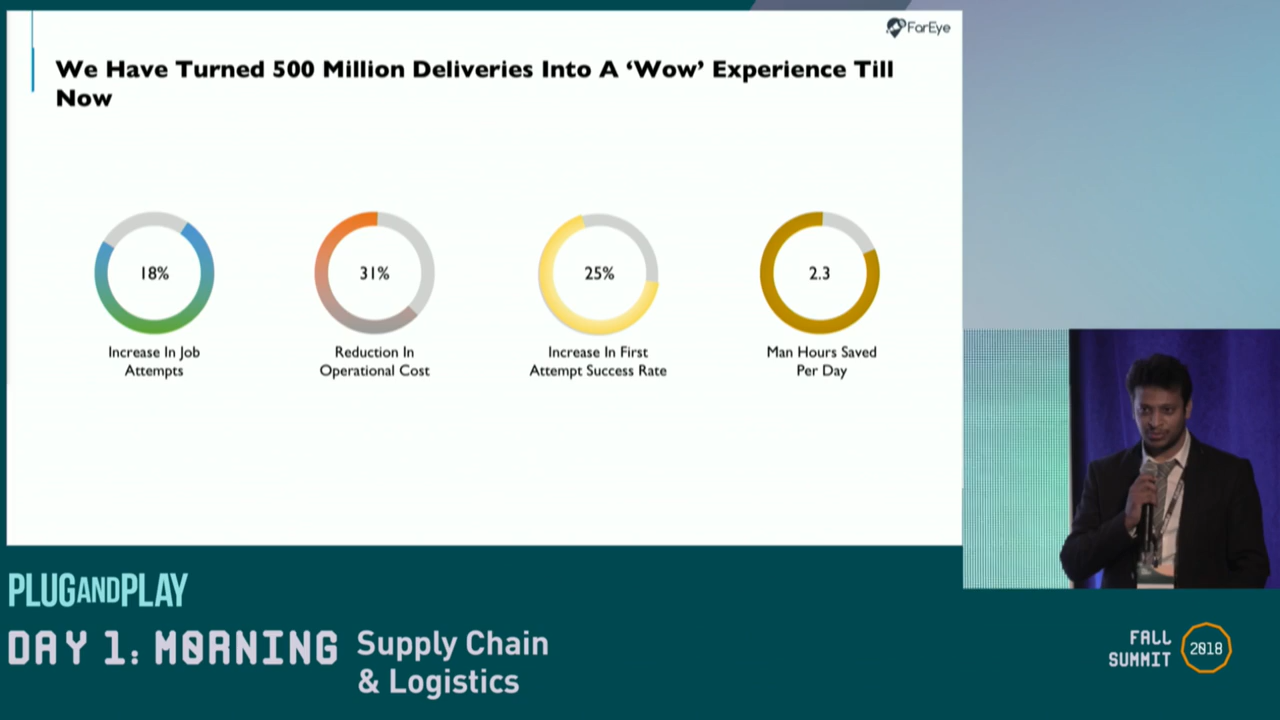 FarEye
We Have Turned 500 Million Deliveries Into A ‘Wow’ Experience Till
Now
18%
31%
25%
2.3
Increase In Job
Attempts
Reduction In
Operational Cost
Increase In First
Attempt Success Rate
Man Hours Saved
Per Day
PLUGANDPLAY
DAY 1: MORNING
Supply Chain
& Logistics
FALL
SUMMIT
2018